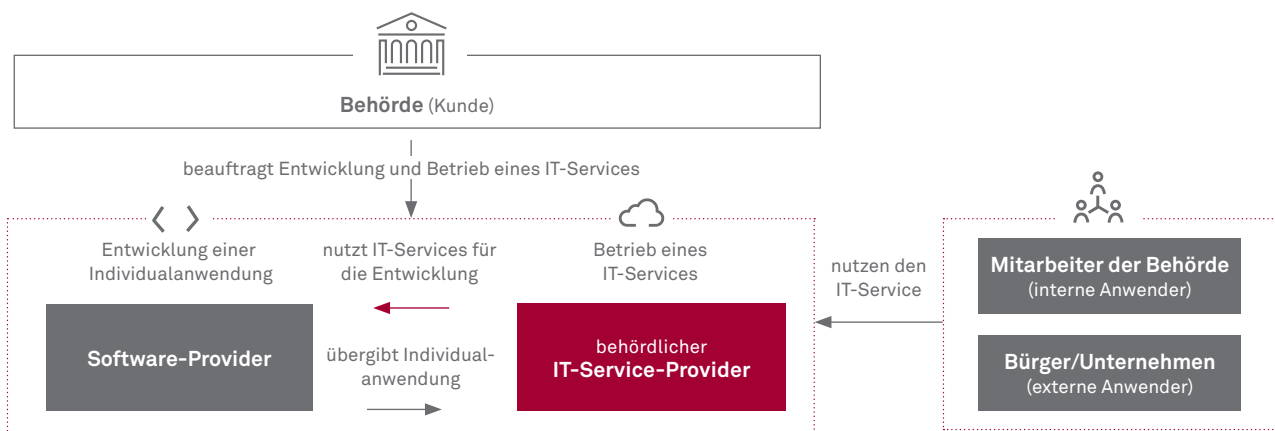 Behörde (Kunde)
beauftragt Entwicklung und Betrieb eines IT-Services
Entwicklung einer
Individualanwendung
nutzt IT-Services für
die Entwicklung
Betrieb eines
IT-Services
Software-Provider
übergibt Individual-
anwendung
behördlicher
IT-Service-Provider
nutzen den
IT-Service
Mitarbeiter der Behörde
(interne Anwender)
Bürger/Unternehmen
(externe Anwender)